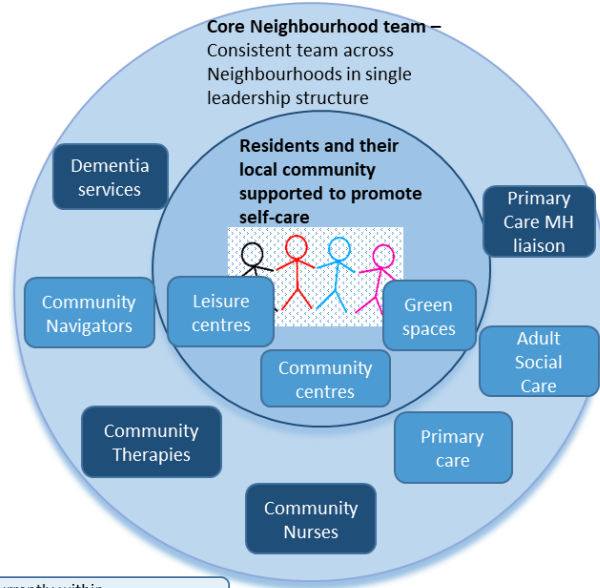 Core Neighbourhood team –
Consistent team across
Neighbourhoods in single
leadership structure
Residents and their
local community
supported to promote
self-care
Dementia
services
Primary
Care MH
liaison
Community
Navigators
Leisure
centres
Green
spaces
Adult
Social
Care
Community
centres
Community
Therapies
Primary
care
Community
Nurses
within